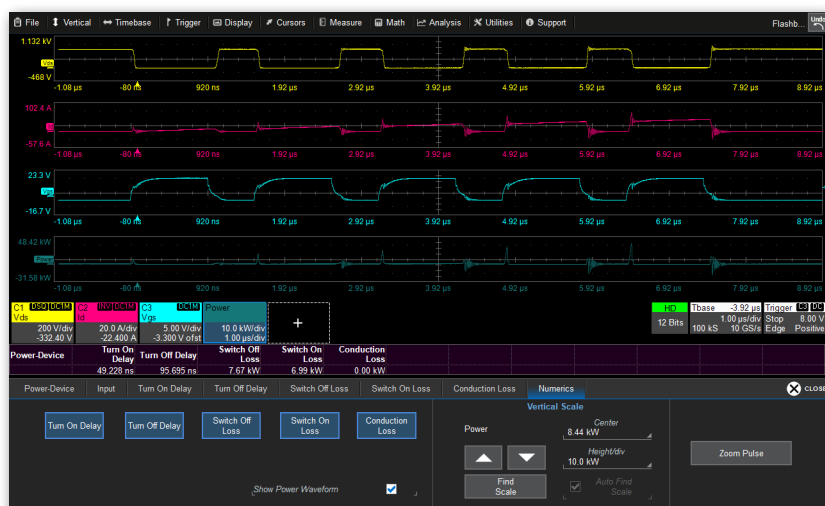 File Vertical Timebase Trigger Display Cursors Measure Math Analysis Utilities Support Flashb... Undo
1.132 kV
Vds
-468 V
-1.08 µs -80 ns 920 ns 1.92 µs 2.92 µs 3.92 µs 4.92 µs 5.92 µs 6.92 µs 7.92 µs 8.92 µs
102.4 A
-57.6 A
-1.08 µs -80 ns 920 ns 1.92 µs 2.92 µs 3.92 µs 4.92 µs 5.92 µs 6.92 µs 7.92 µs 8.92 µs
23.3 V
Vgs
-16.7 V
-1.08 µs -80 ns 920 ns 1.92 µs 2.92 µs 3.92 µs 4.92 µs 5.92 µs 6.92 µs 7.92 µs 8.92 µs
48.42 kW
Power
-31.58 kW
-1.08 µs -80 ns 920 ns 1.92 µs 2.92 µs 3.92 µs 4.92 µs 5.92 µs 6.92 µs 7.92 µs 8.92 µs
C1 DSQ DC1M C2 INV DC1M C3 DC1M Power HD Tbase -3.92 µs Trigger C3 DC
Vds Id Vgs
200 V/div 20.0 A/div 5.00 V/div 10.0 kW/div + 12 Bits 1.00 µs/div Stop 8.00 V
-332.40 V -22.400 A -3.300 V ofst 1.00 µs/div 100 kS 10 GS/s Edge Positive
Power-Device Turn On Delay Turn Off Delay Switch Off Loss Switch On Loss Conduction Loss
49.228 ns 95.695 ns 7.67 kW 6.99 kW 0.00 kW
Power-Device Input Turn On Delay Turn Off Delay Switch Off Loss Switch On Loss Conduction Loss Numerics CLOSE
Turn On Delay Turn Off Delay Switch Off Loss Switch On Loss Conduction Loss
Show Power Waveform
Vertical Scale
Power
Center
8.44 kW
Height/div
10.0 kW
Find Scale
Auto Find Scale
Zoom Pulse